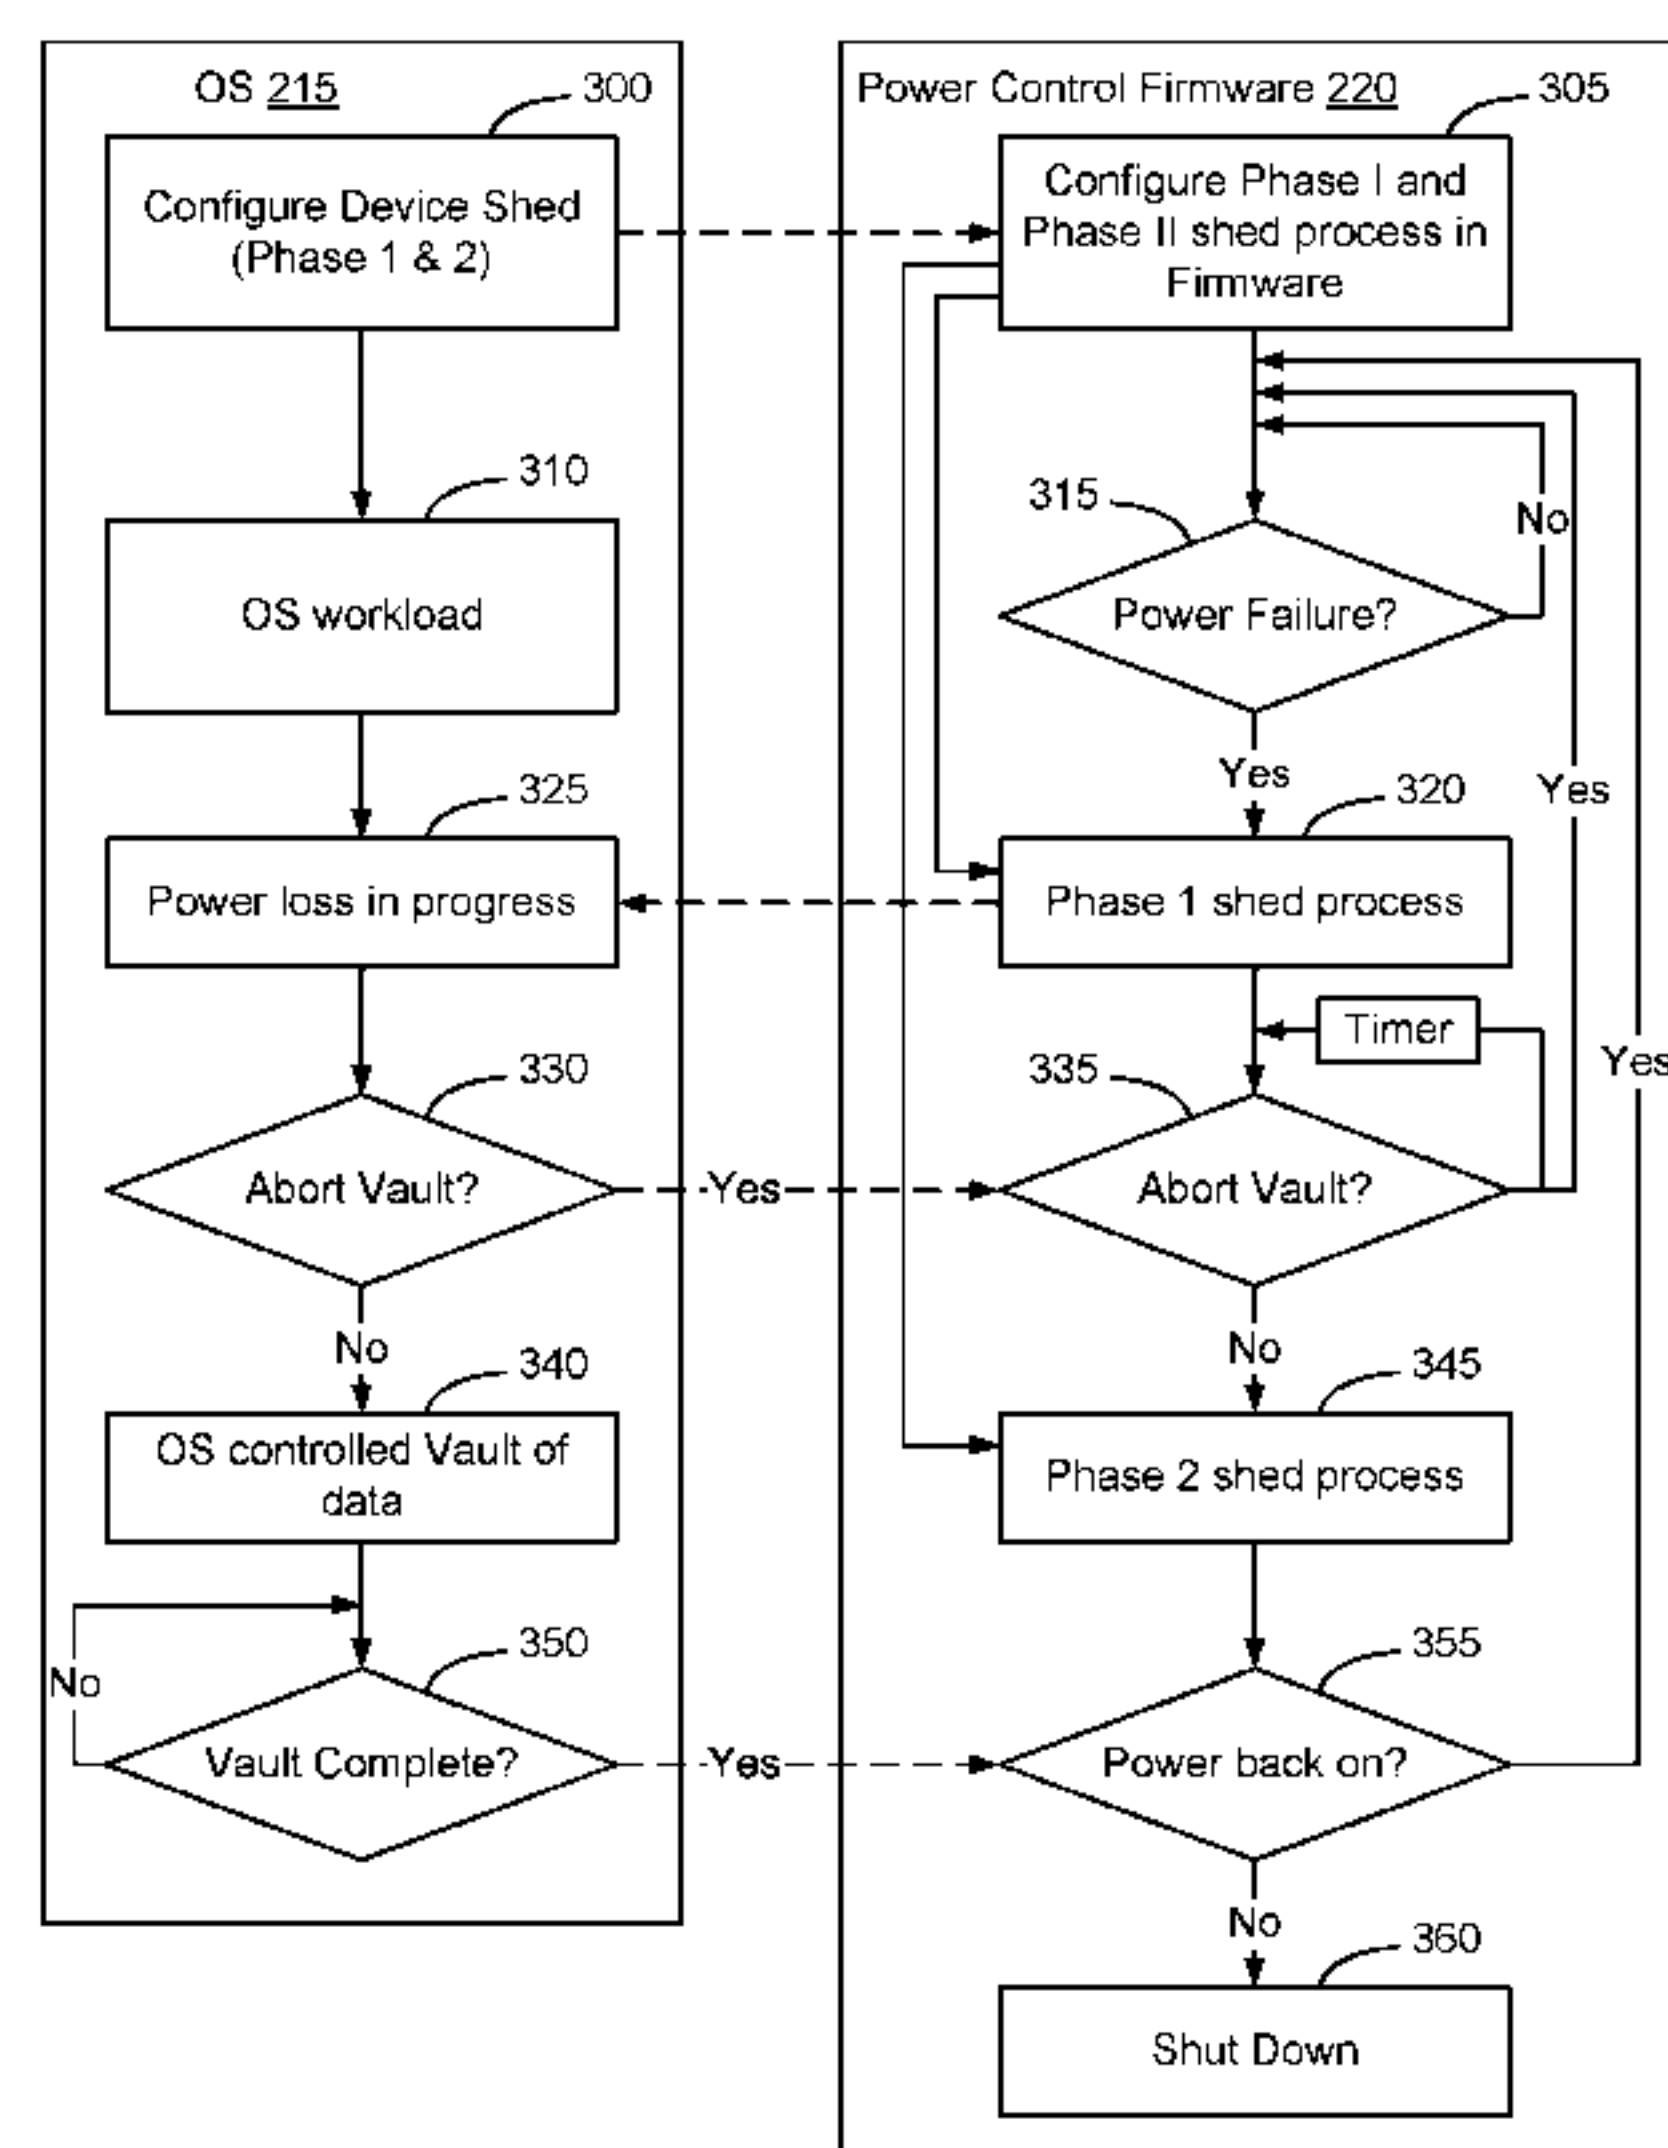 OS 215
300
Configure Device Shed
(Phase 1 & 2)
310
OS workload
325
Power loss in progress
330
Abort Vault?
Yes
No
340
OS controlled Vault of
data
350
No
Vault Complete?
Yes
Power Control Firmware 220
305
Configure Phase I and
Phase II shed process in
Firmware
315
No
Power Failure?
Yes
320
Yes
Phase 1 shed process
Timer
335
Yes
Abort Vault?
No
345
Phase 2 shed process
355
Power back on?
No
360
Shut Down